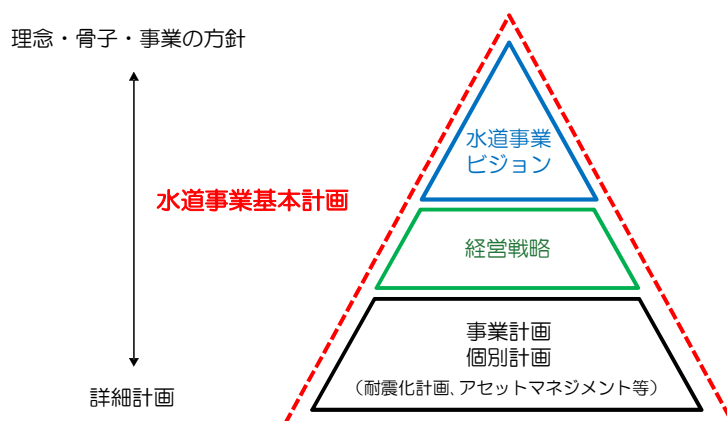 理念・骨子・事業の方針
水道事業
ビジョン
水道事業基本計画
経営戦略
事業計画
個別計画
（耐震化計画、アセットマネジメント等）
詳細計画